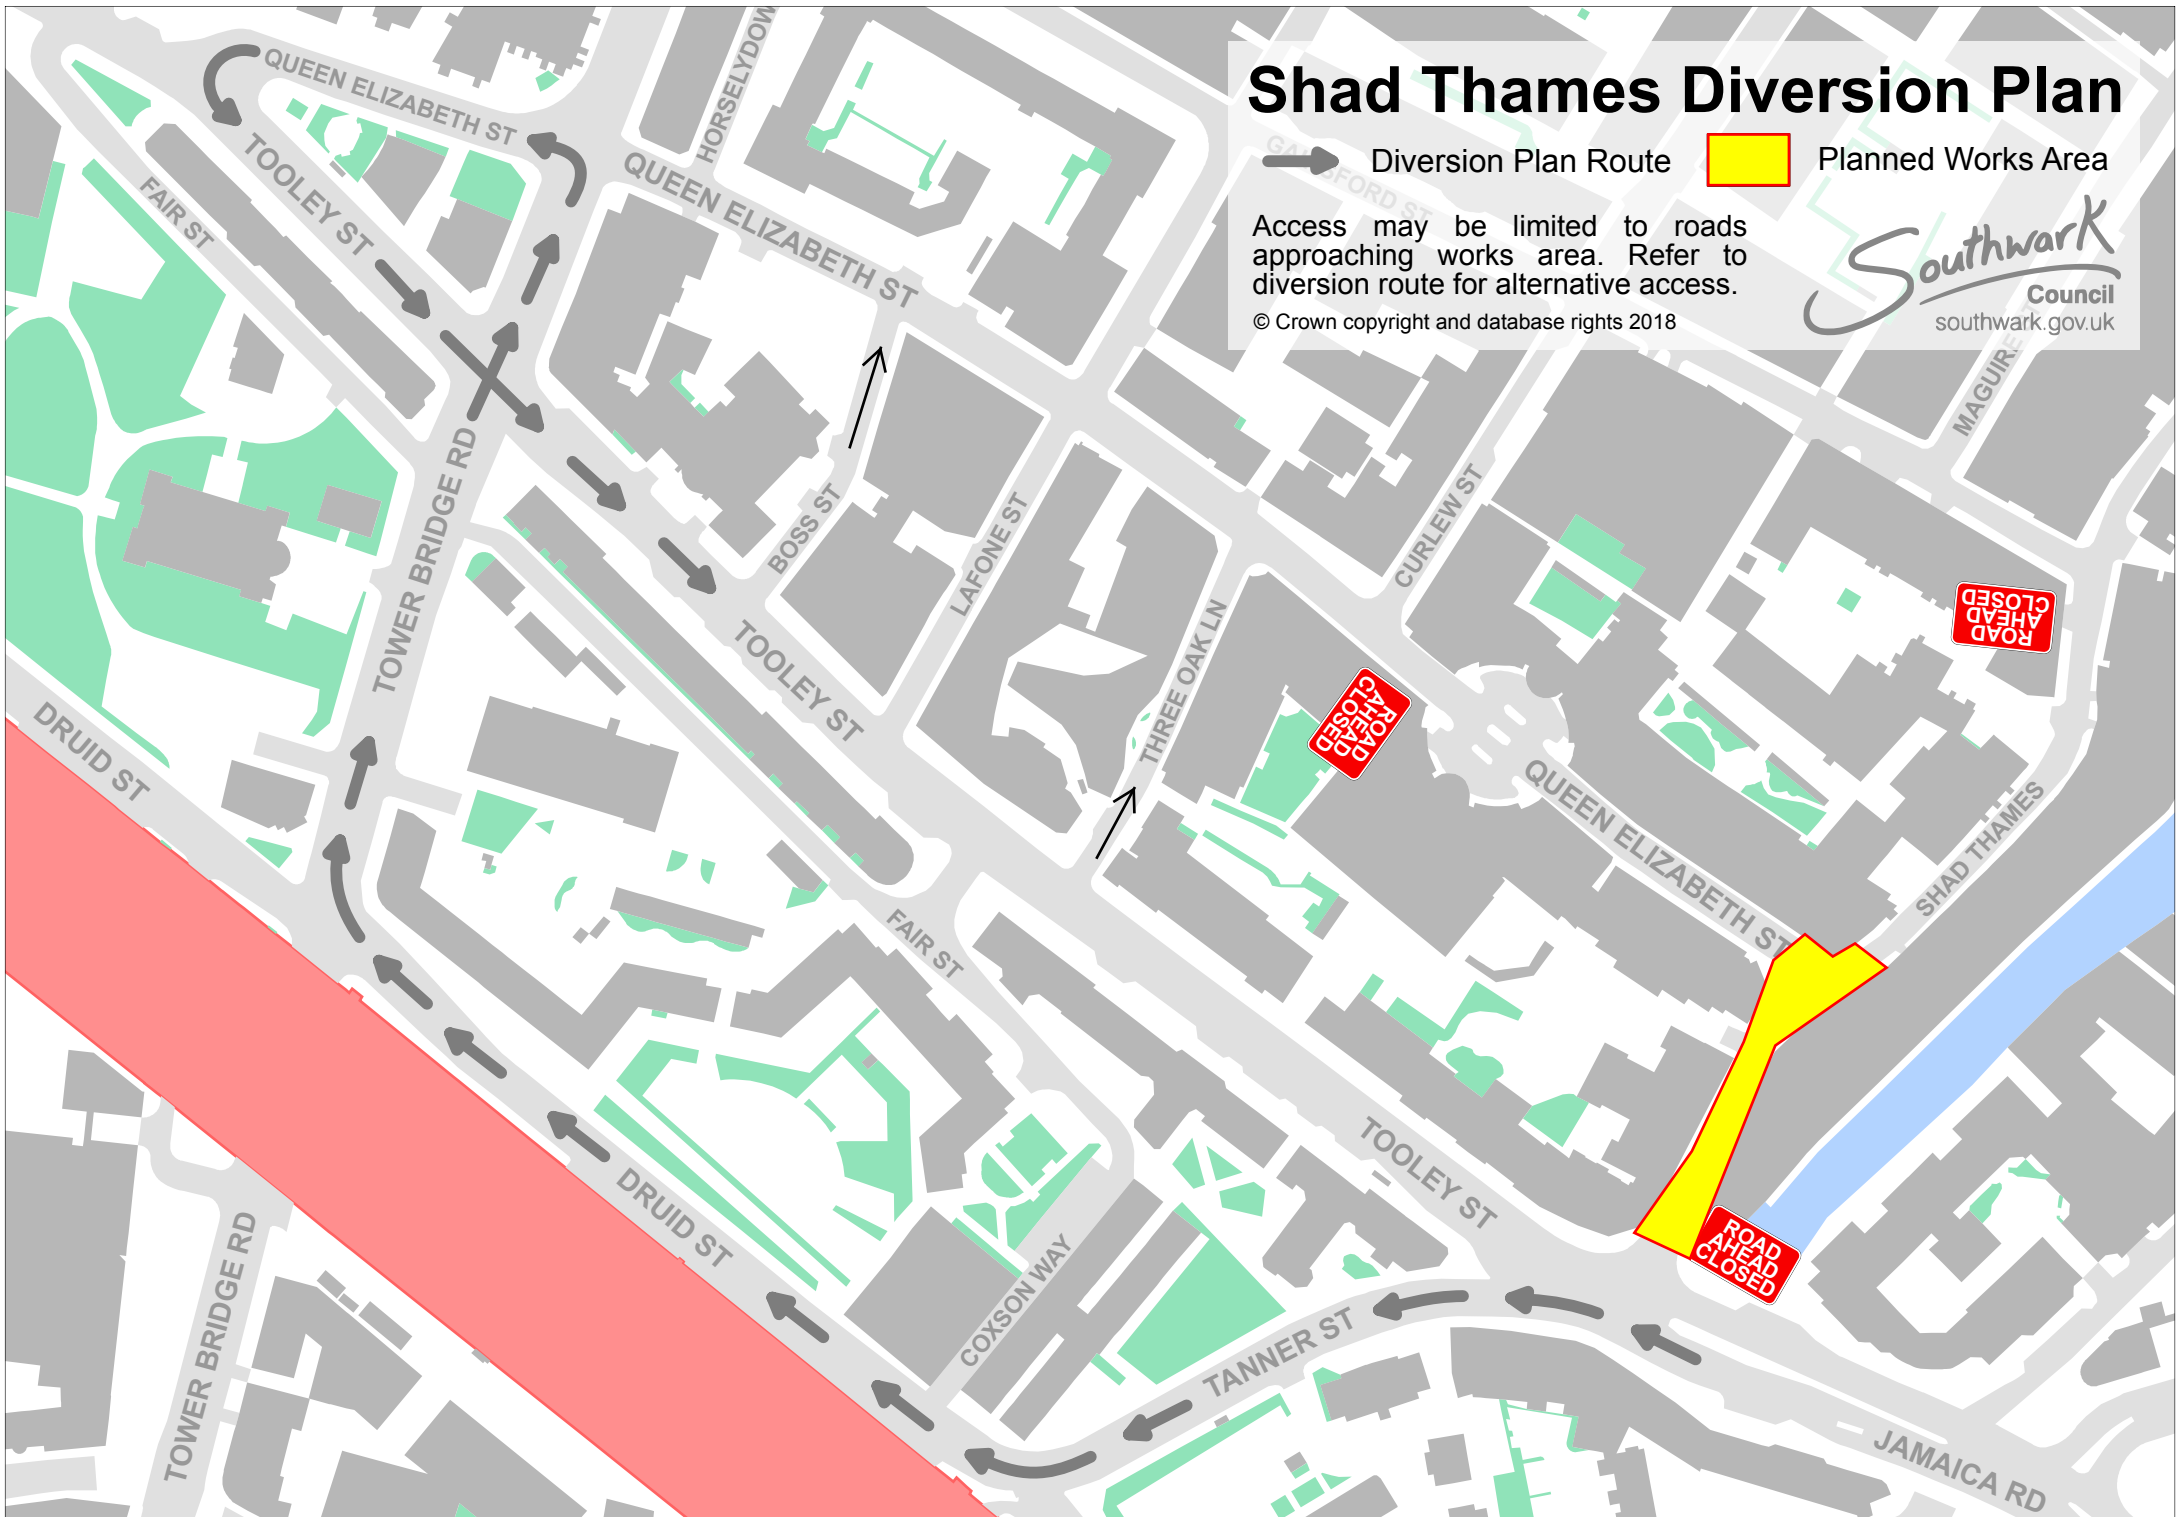 Shad Thames Diversion Plan
Diversion Plan Route
Planned Works Area
Access may be limited to roads
approaching works area. Refer to
diversion route for alternative access.
© Crown copyright and database rights 2018
Southwark
Council
southwark.gov.uk
QUEEN ELIZABETH ST
HORSELYDOW
TOOLEY ST
FAIR ST
QUEEN ELIZABETH ST
MAGUIRE
TOWER BRIDGE RD
BOSS ST
LAFONE ST
CURLEW ST
THREE OAK LN
ROAD
AHEAD
CLOSED
ROAD
AHEAD
CLOSED
TOOLEY ST
DRUID ST
QUEEN ELIZABETH ST
SHAD THAMES
FAIR ST
TOOLEY ST
DRUID ST
COXSON WAY
ROAD
AHEAD
CLOSED
TOWER BRIDGE RD
TANNER ST
JAMAICA RD